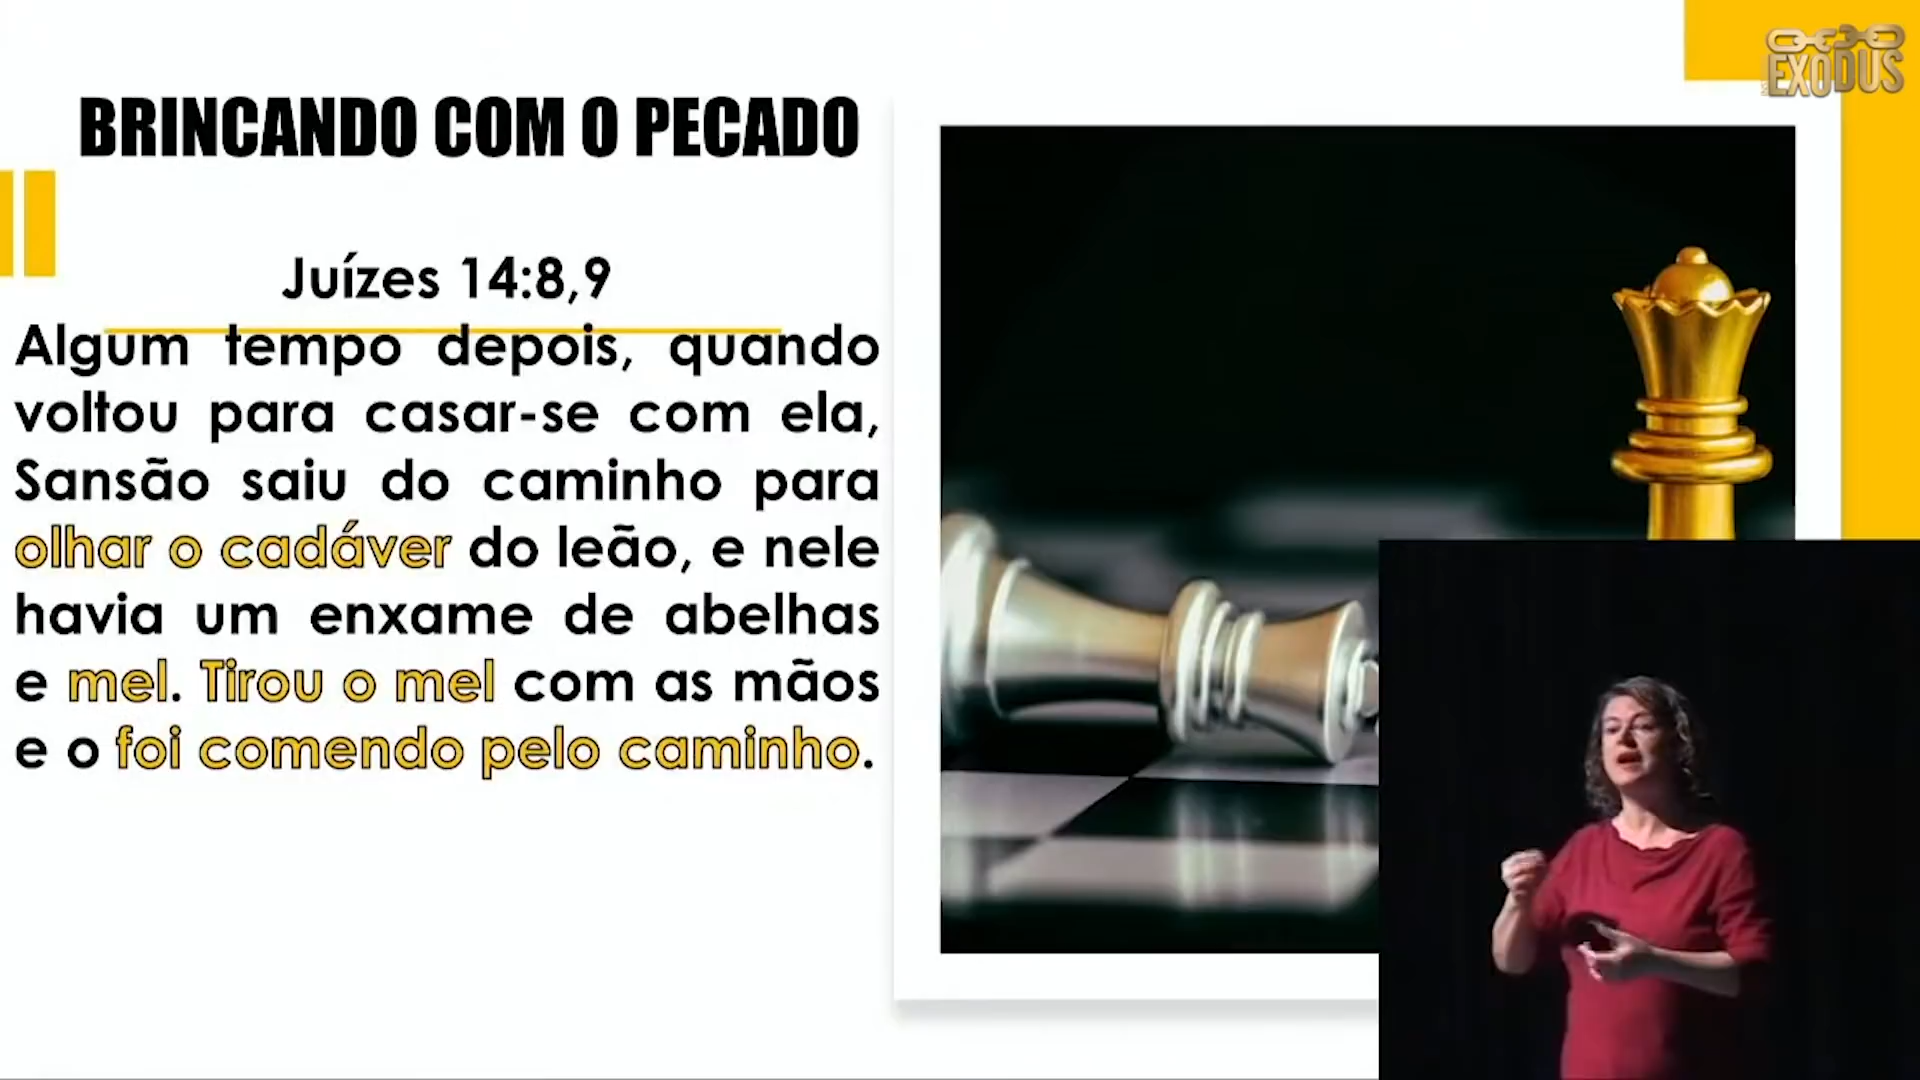 EXODUS
BRINCANDO COM O PECADO
Juízes 14:8,9
Algum tempo depois, quando
voltou para casar-se com ela,
Sansão saiu do caminho para
olhar o cadáver do leão, e nele
havia um enxame de abelhas
e mel. Tirou o mel com as mãos
e o foi comendo pelo caminho.